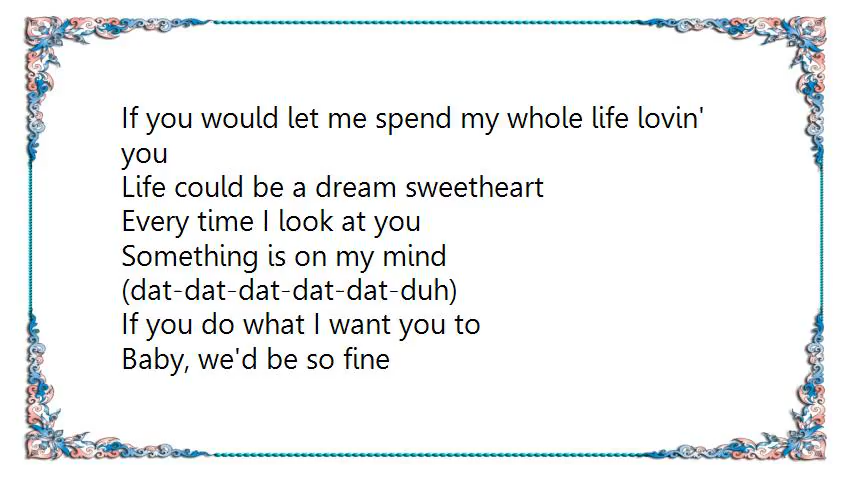 If you would let me spend my whole life lovin'
you
Life could be a dream sweetheart
Every time I look at you
Something is on my mind
(dat-dat-dat-dat-dat-duh)
If you do what I want you to
Baby, we'd be so fine